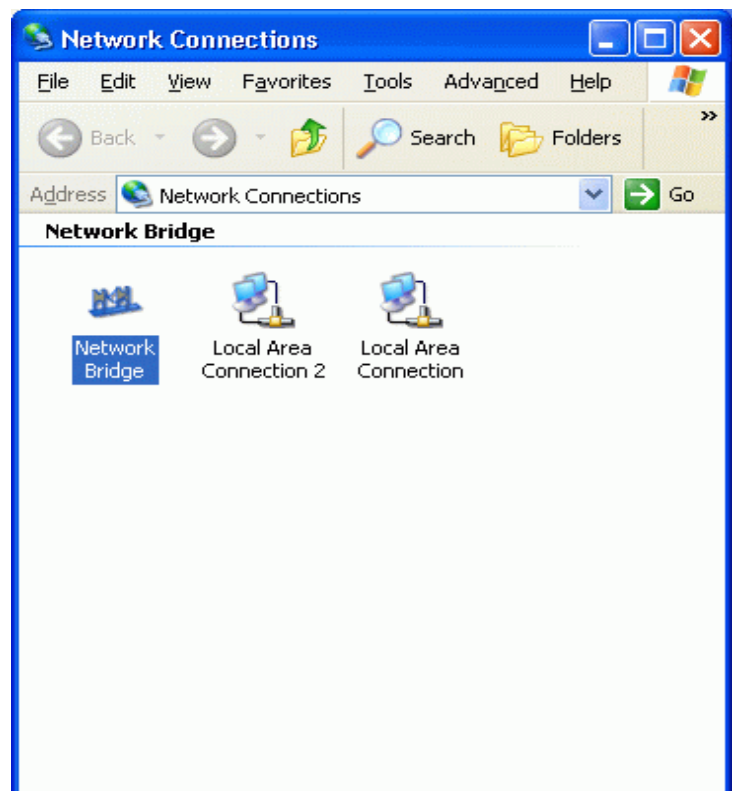 Network Connections
File Edit View Favorites Tools Advanced Help
Back Search Folders »
Address Network Connections Go
Network Bridge
Network Bridge
Local Area Connection 2
Local Area Connection